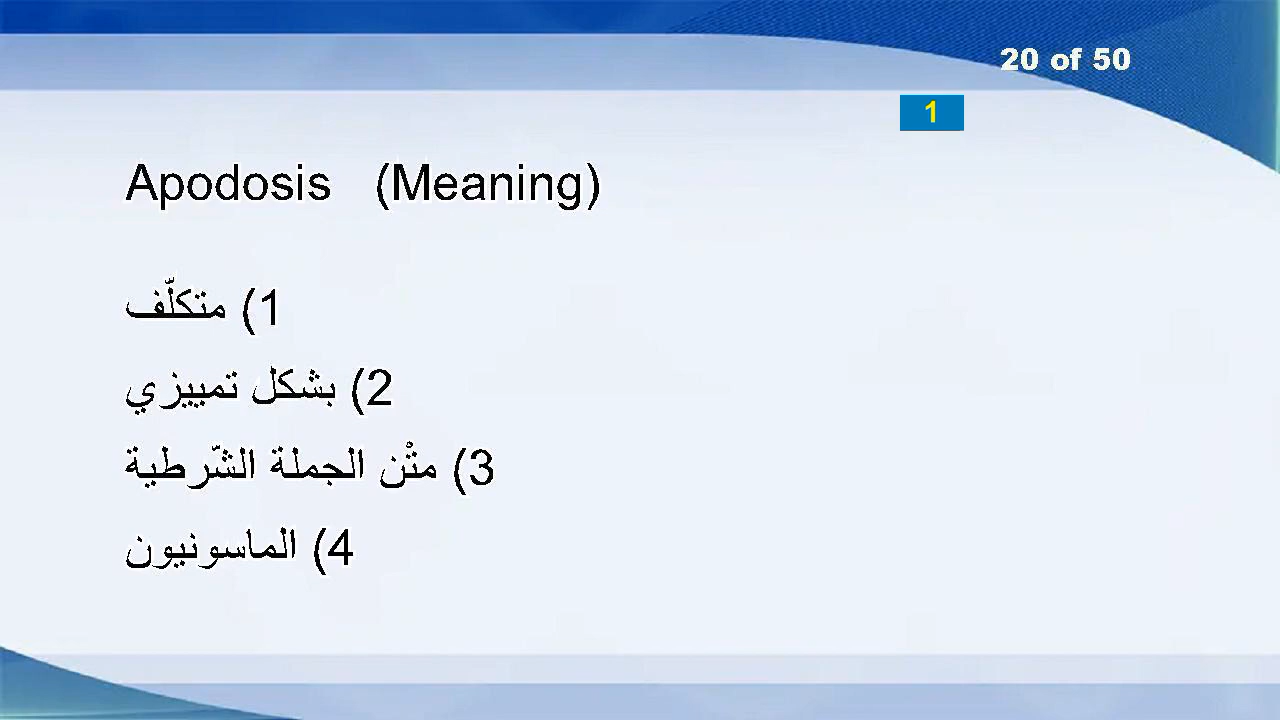 20 of 50
1
Apodosis (Meaning)
1) متكلّف
2) بشكل تمييزي
3) متْن الجملة الشّرطية
4) الماسونيون